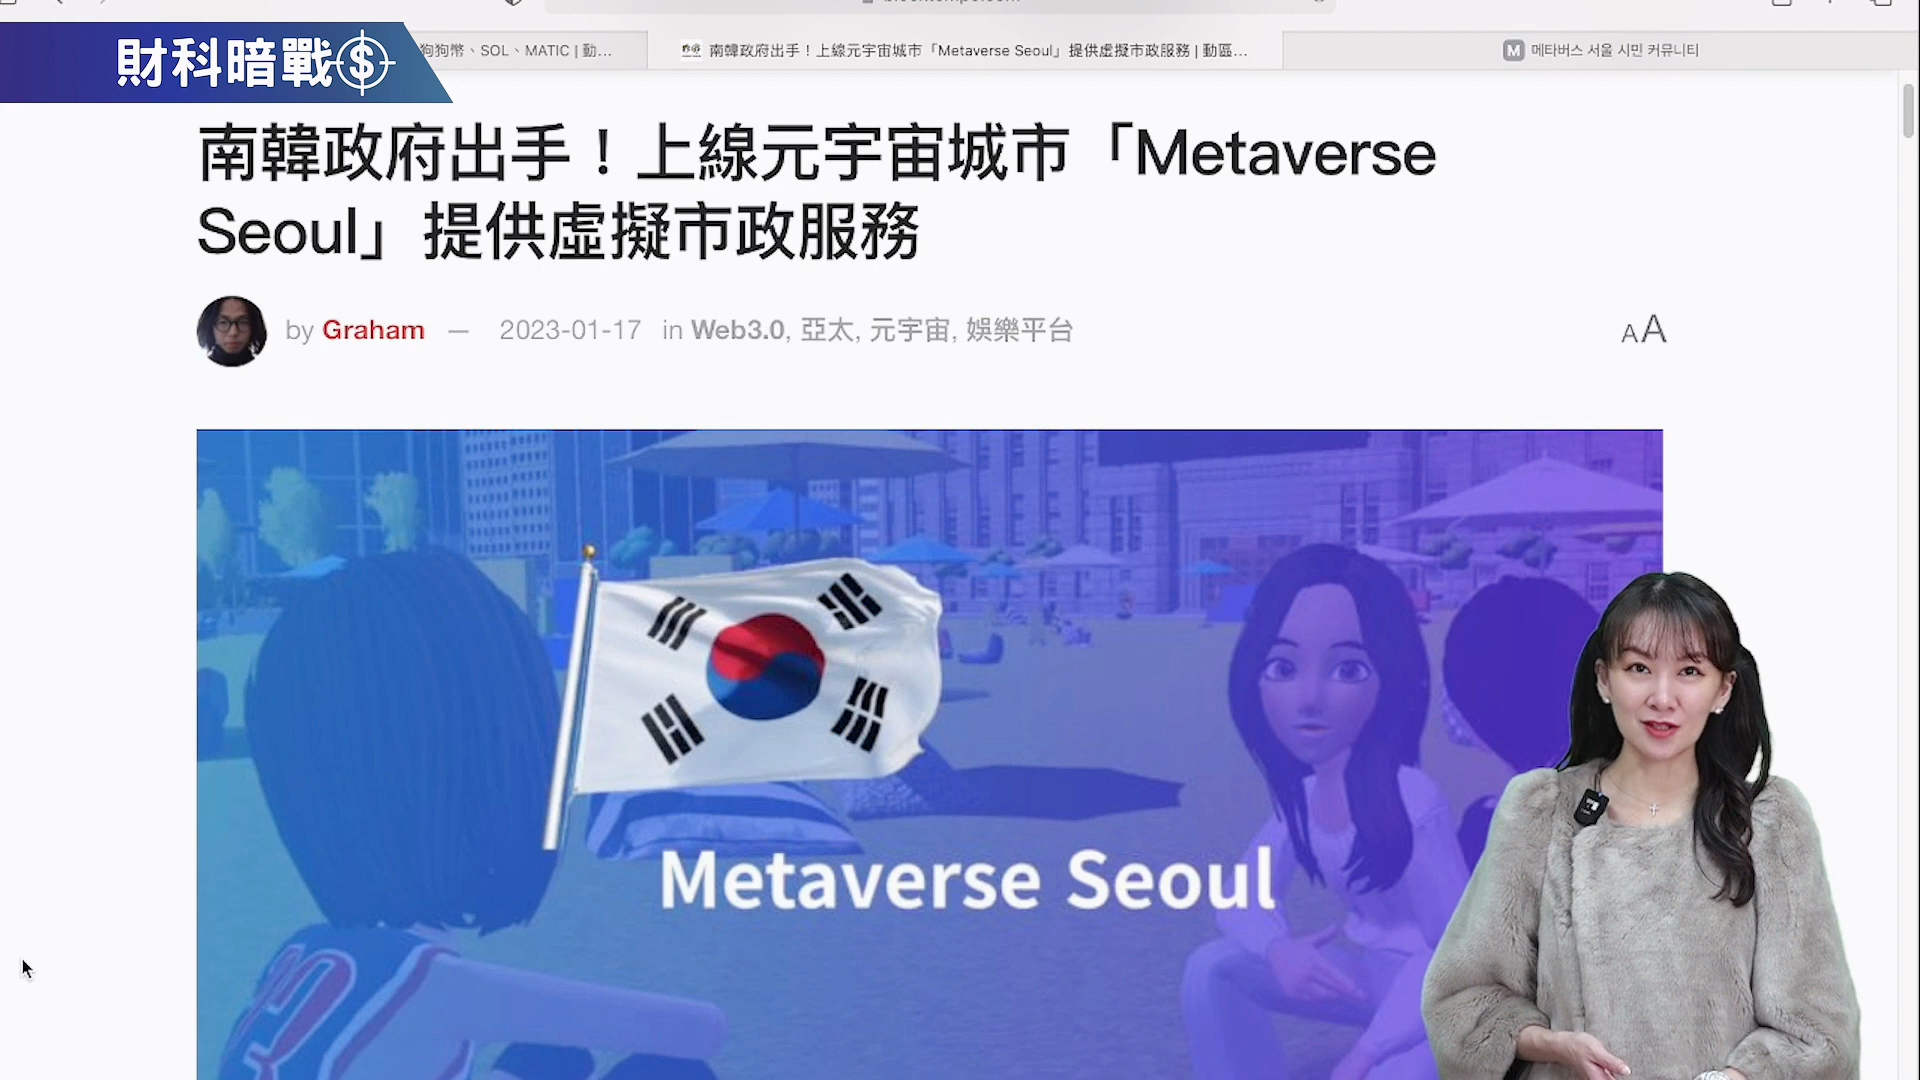 財科暗戰$
狗狗幣、SOL、MATIC | 動...
南韓政府出手！上線元宇宙城市「Metaverse Seoul」提供虛擬市政服務 | 動區...
M 메타버스 서울 시민 커뮤니티
南韓政府出手！上線元宇宙城市「Metaverse
Seoul」提供虛擬市政服務
by Graham — 2023-01-17 in Web3.0, 亞太, 元宇宙, 娛樂平台
AA
Metaverse Seoul